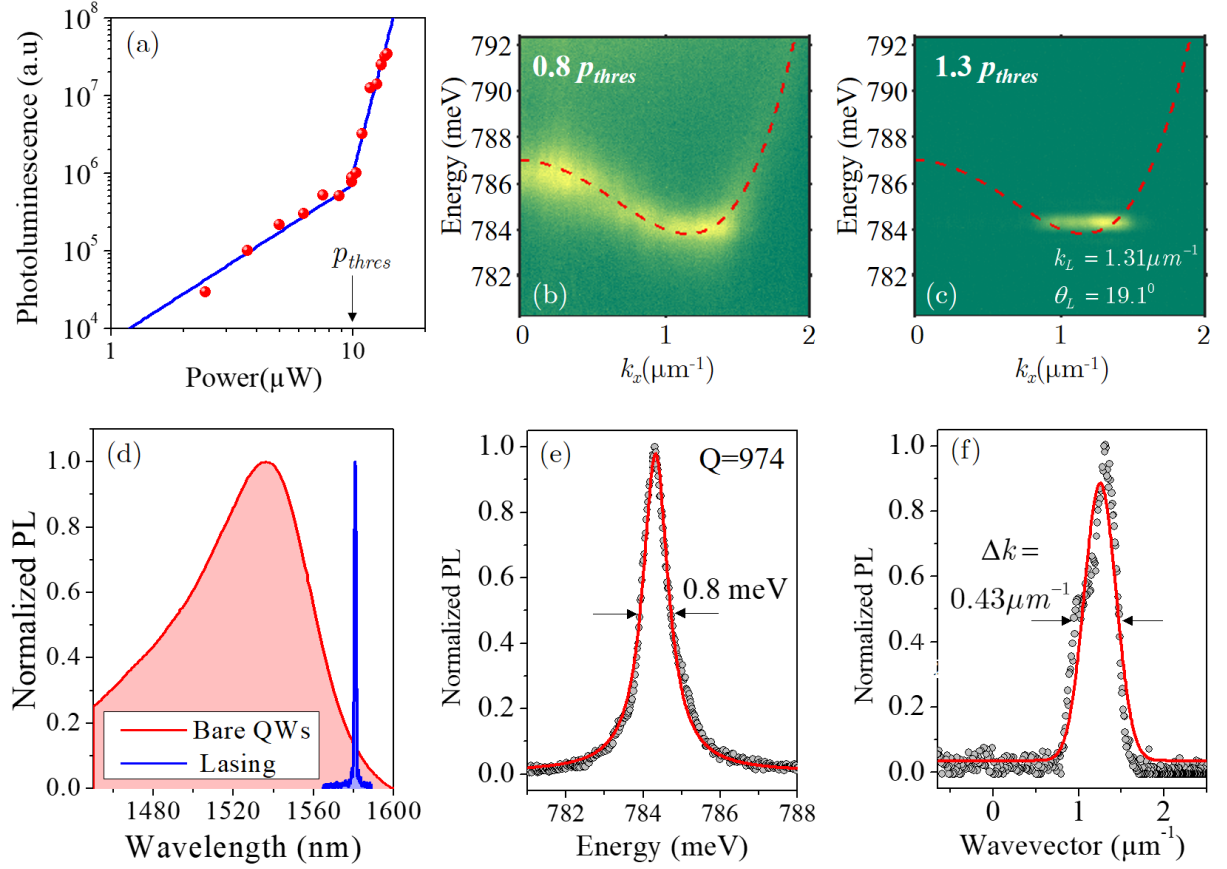 (a)
Photoluminescence (a.u)
10^8
10^7
10^6
10^5
10^4
p_thres
1
10
Power(µW)
(b)
0.8 p_thres
Energy (meV)
792
790
788
786
784
782
0
1
2
k_x(µm^-1)
(c)
1.3 p_thres
k_L = 1.31µm^-1
θ_L = 19.1^0
Energy (meV)
792
790
788
786
784
782
0
1
2
k_x(µm^-1)
(d)
Normalized PL
1.0
0.8
0.6
0.4
0.2
0.0
Bare QWs
Lasing
1480
1520
1560
1600
Wavelength (nm)
(e)
Q=974
0.8 meV
Normalized PL
1.0
0.8
0.6
0.4
0.2
0.0
782
784
786
788
Energy (meV)
(f)
Δk=
0.43µm^-1
Normalized PL
1.0
0.8
0.6
0.4
0.2
0.0
0
1
2
Wavevector (µm^-1)